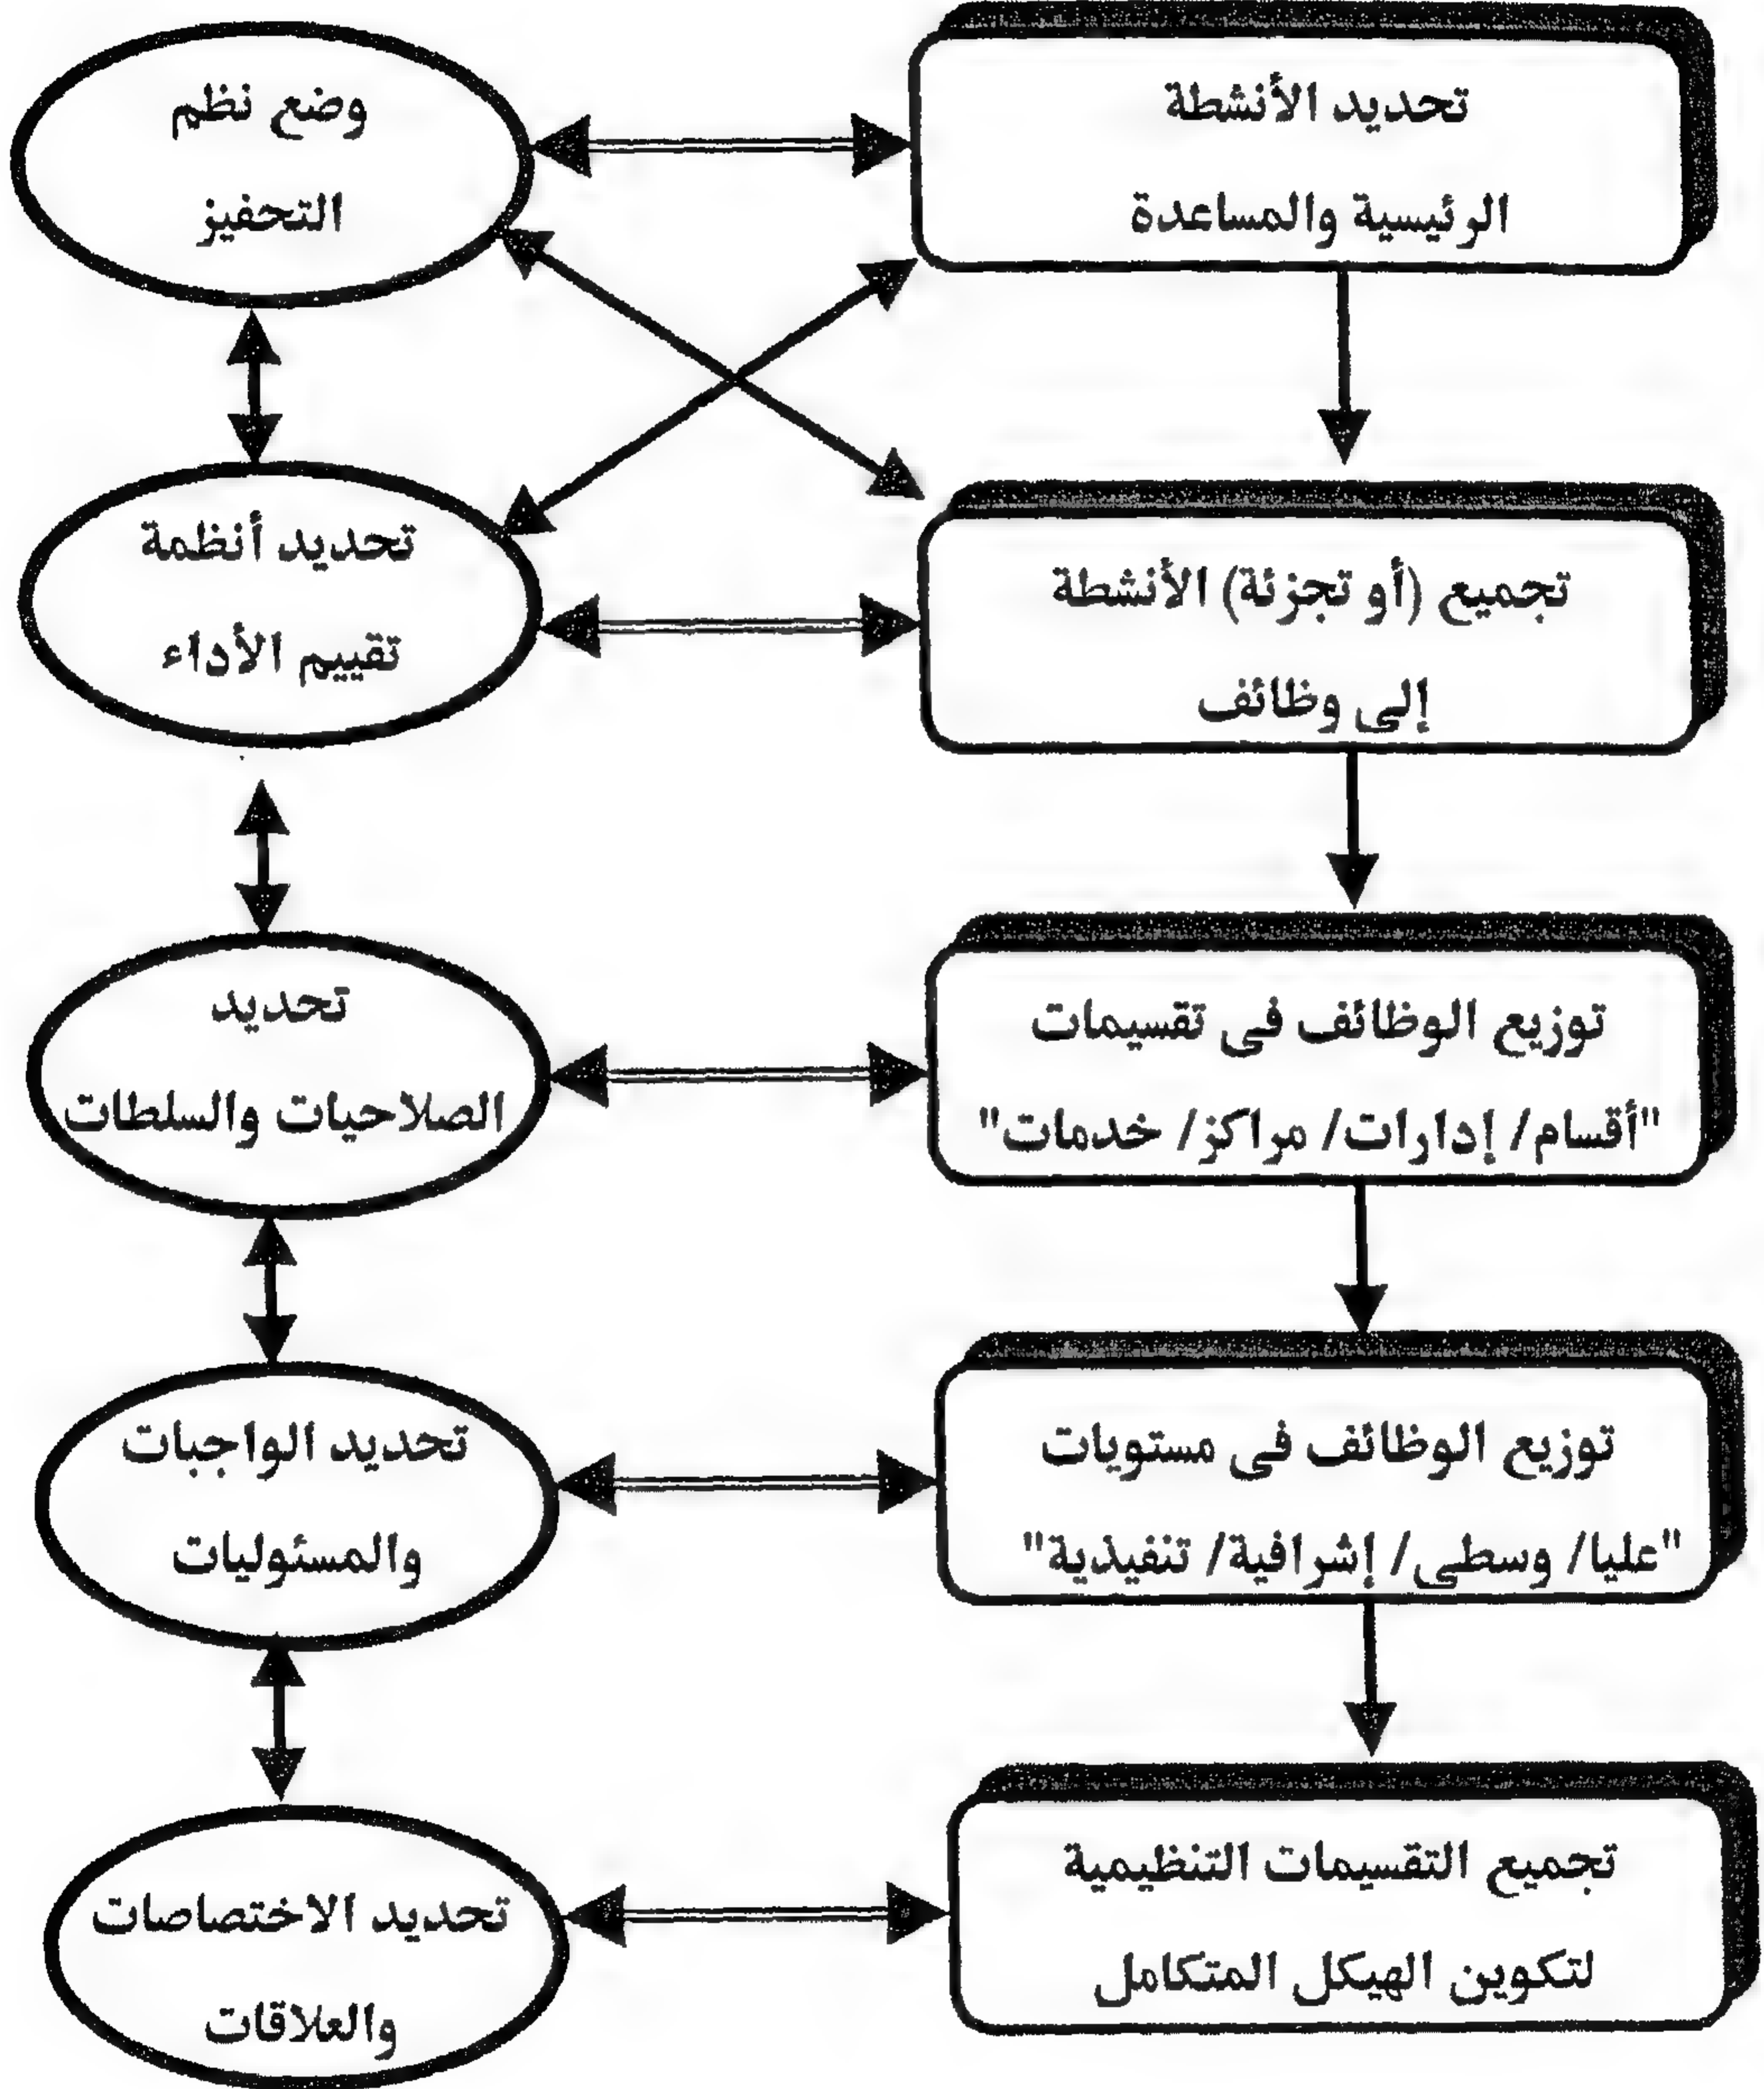 تحديد الأنشطة
الرئيسية والمساعدة
وضع نظم
التحفيز
تجميع (أو تجزئة) الأنشطة
إلى وظائف
تحديد أنظمة
تقييم الأداء
توزيع الوظائف فى تقسيمات
"أقسام/ إدارات/ مراكز/ خدمات"
تحديد
الصلاحيات والسلطات
توزيع الوظائف فى مستويات
"عليا/ وسطى/ إشرافية/ تنفيذية"
تحديد الواجبات
والمسئوليات
تجميع التقسيمات التنظيمية
لتكوين الهيكل المتكامل
تحديد الاختصاصات
والعلاقات